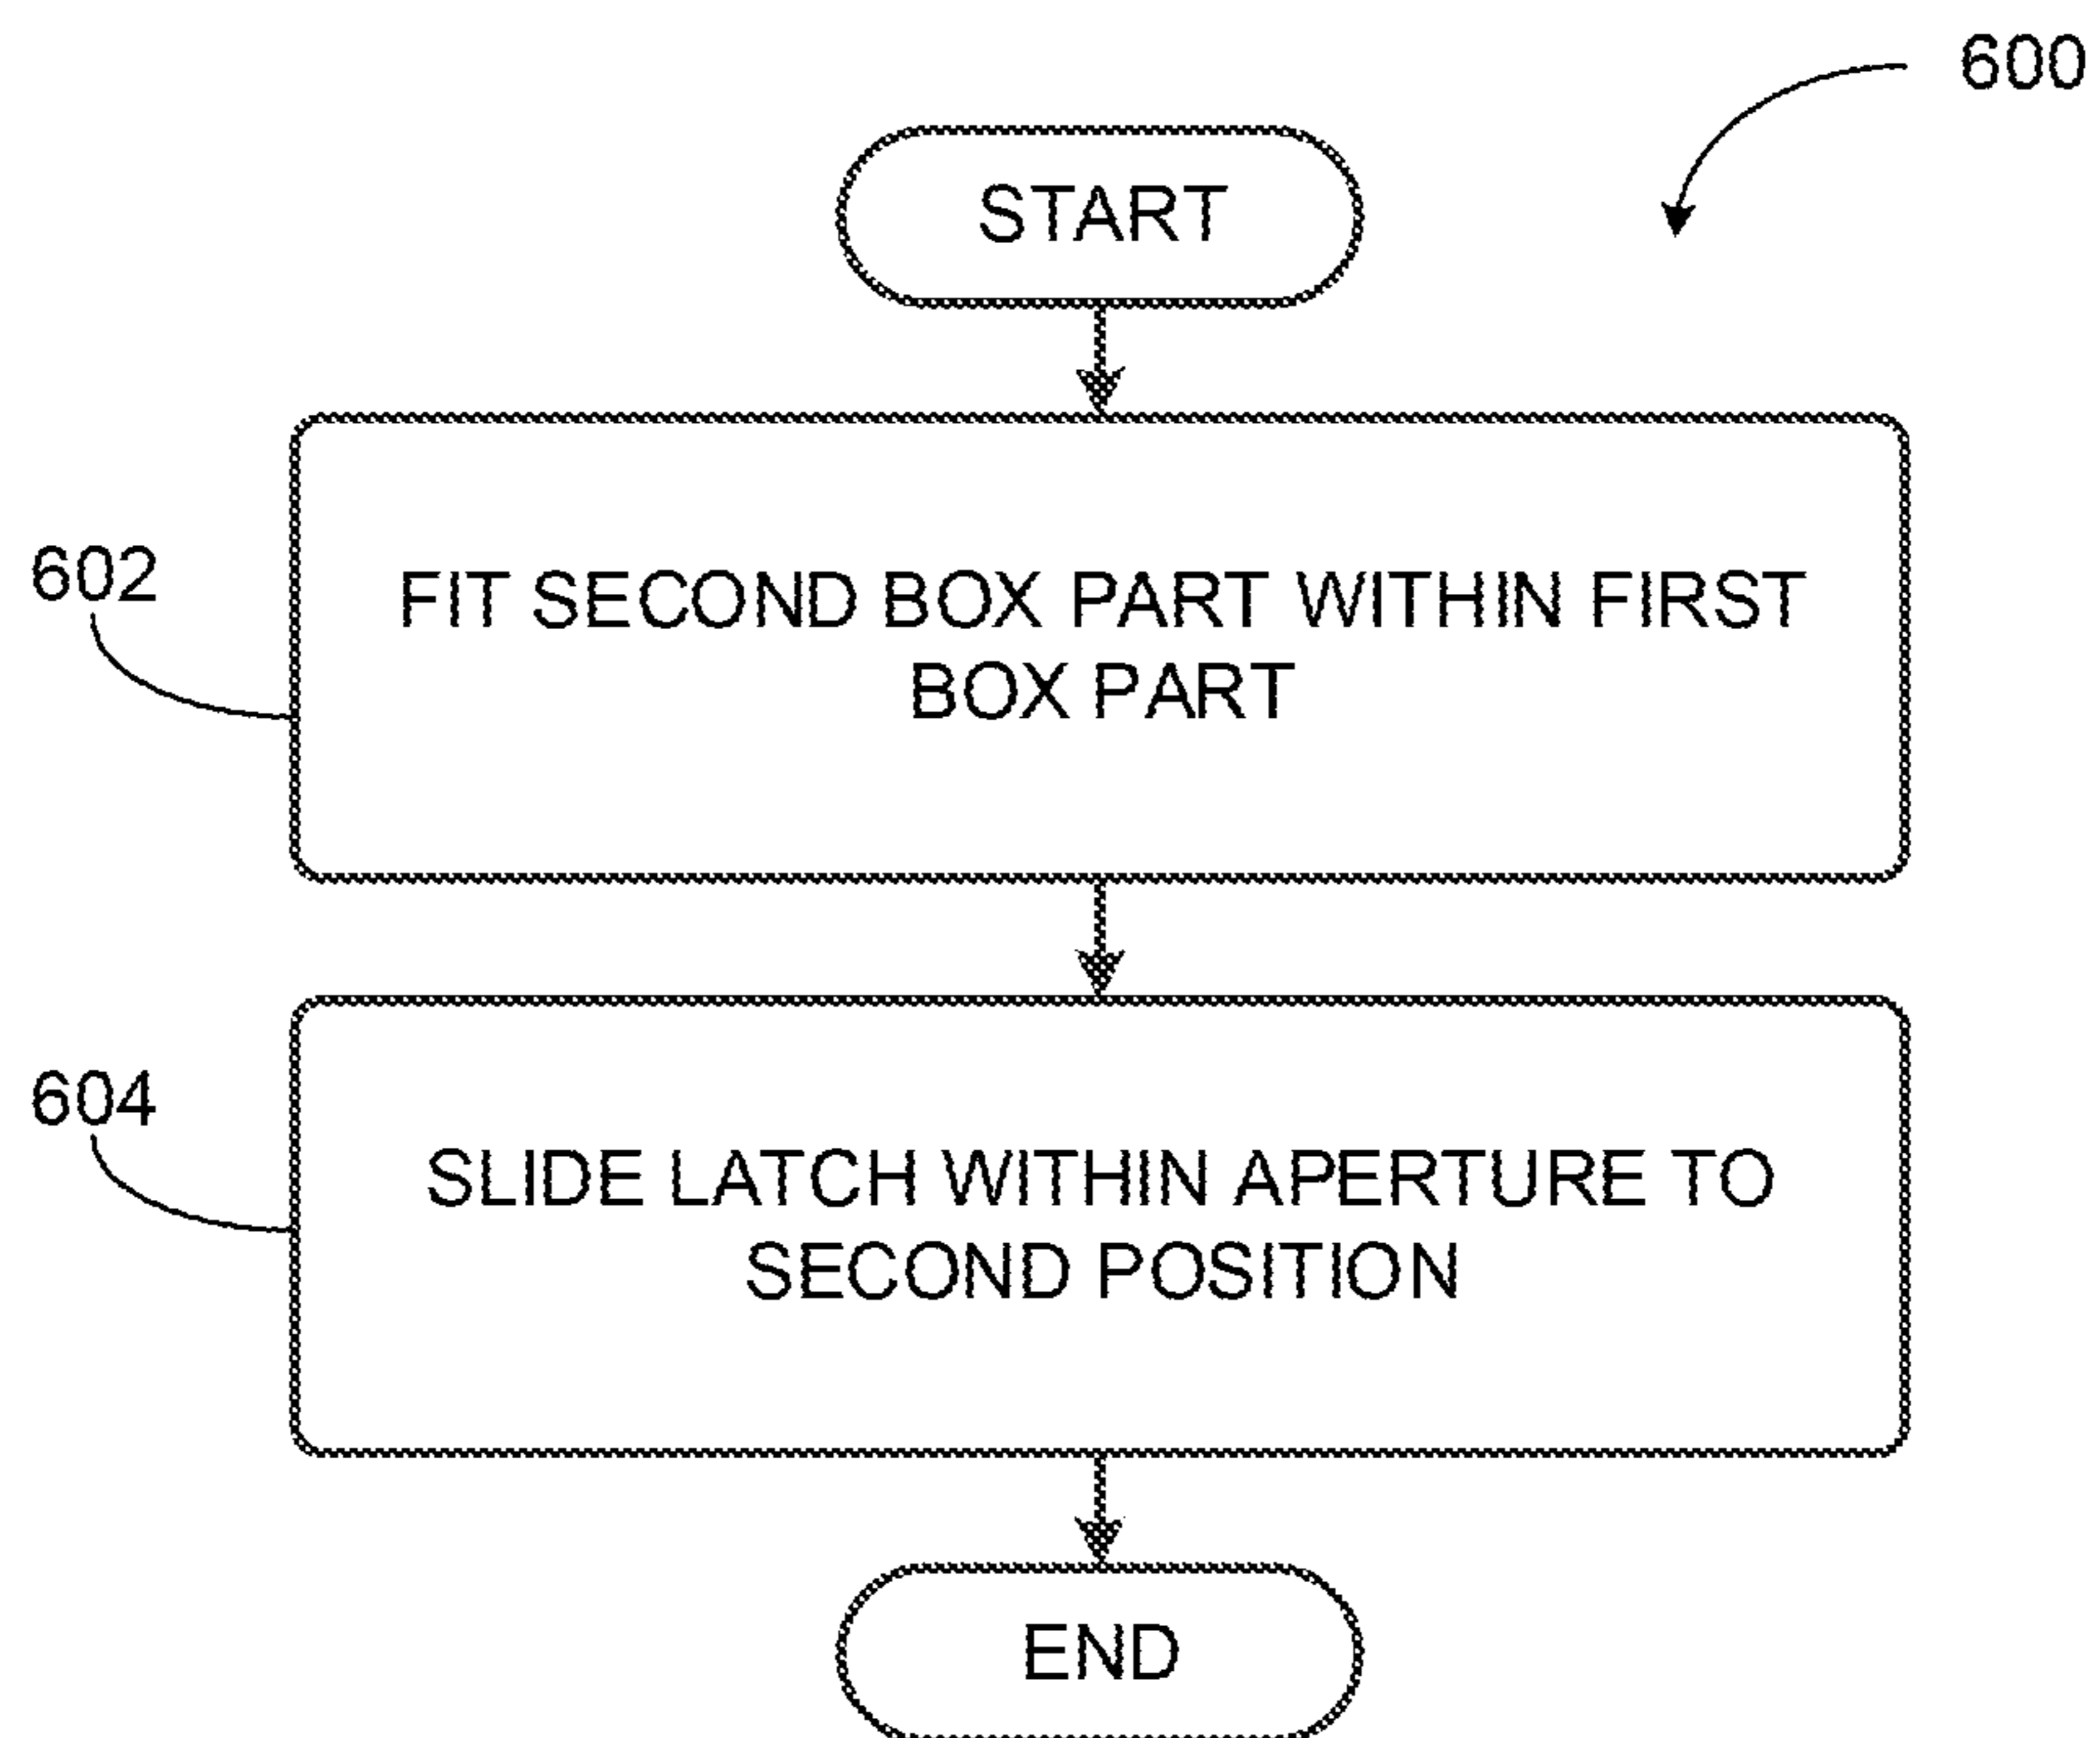 600
START
602
FIT SECOND BOX PART WITHIN FIRST
BOX PART
604
SLIDE LATCH WITHIN APERTURE TO
SECOND POSITION
END